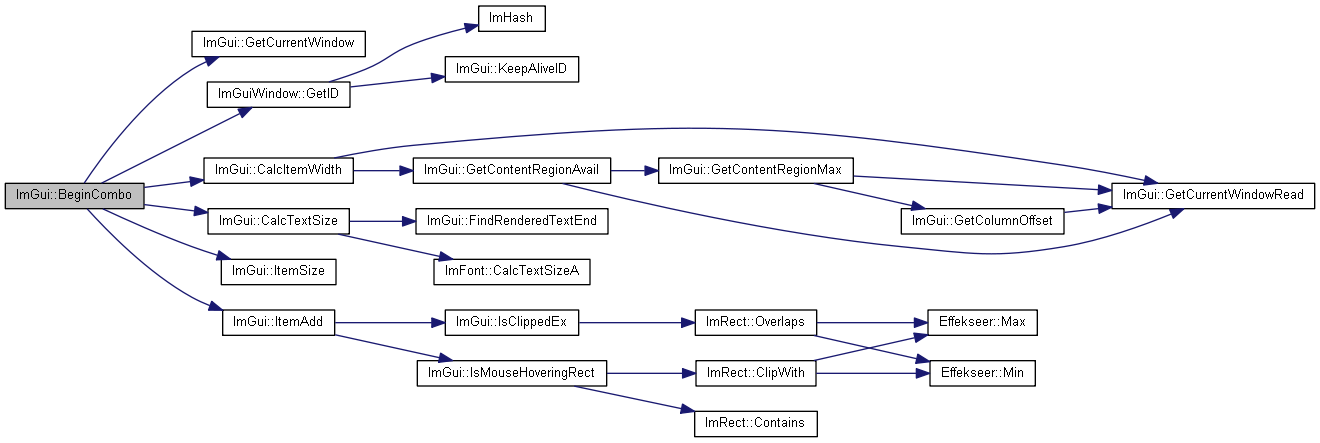 ImHash
ImGui::GetCurrentWindow
ImGui::KeepAliveID
ImGuiWindow::GetID
ImGui::CalcItemWidth
ImGui::GetContentRegionAvail
ImGui::GetContentRegionMax
ImGui::GetCurrentWindowRead
ImGui::BeginCombo
ImGui::CalcTextSize
ImGui::FindRenderedTextEnd
ImGui::GetColumnOffset
ImGui::ItemSize
ImFont::CalcTextSizeA
ImGui::ItemAdd
ImGui::IsClippedEx
ImRect::Overlaps
Effekseer::Max
ImGui::IsMouseHoveringRect
ImRect::ClipWith
Effekseer::Min
ImRect::Contains